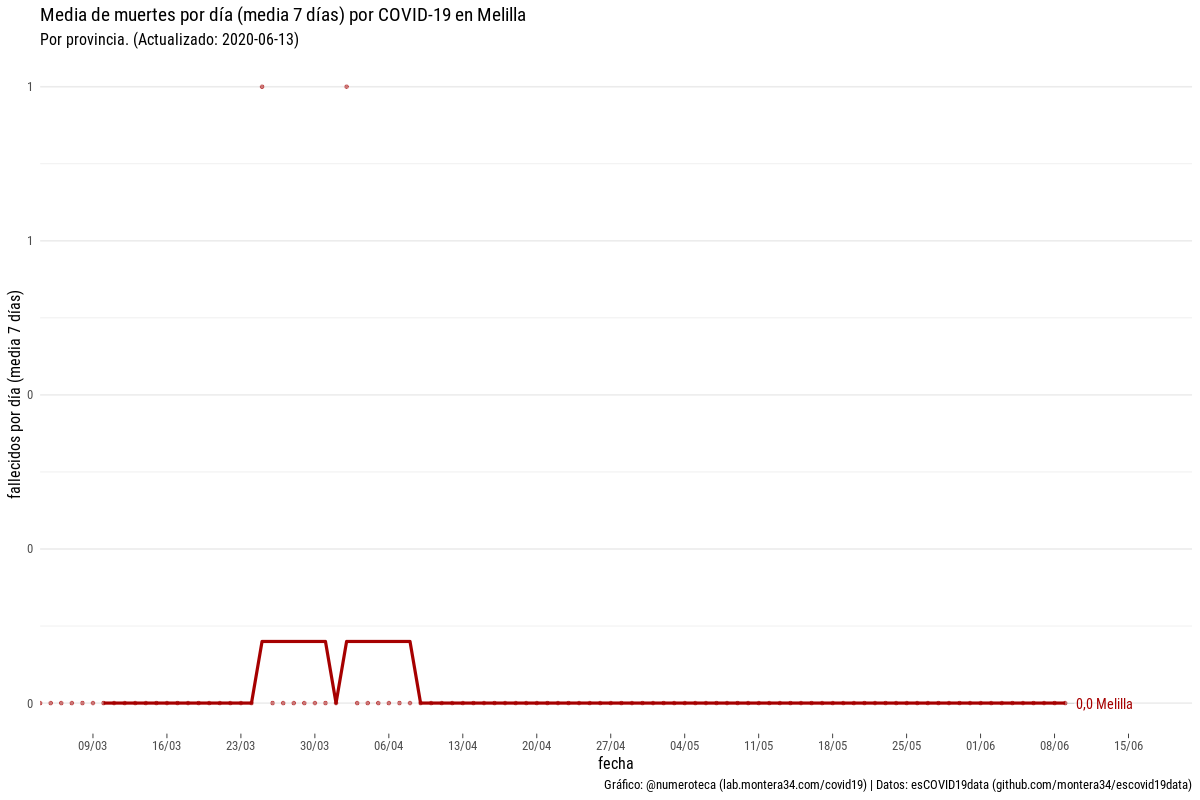 Media de muertes por día (media 7 días) por COVID-19 en Melilla
Por provincia. (Actualizado: 2020-06-13)
fallecidos por día (media 7 días)
1
1
0
0
0
0,0 Melilla
09/03 16/03 23/03 30/03 06/04 13/04 20/04 27/04 04/05 11/05 18/05 25/05 01/06 08/06 15/06
fecha
Gráfico: @numeroteca (lab.montera34.com/covid19) | Datos: esCOVID19data (github.com/montera34/escovid19data)